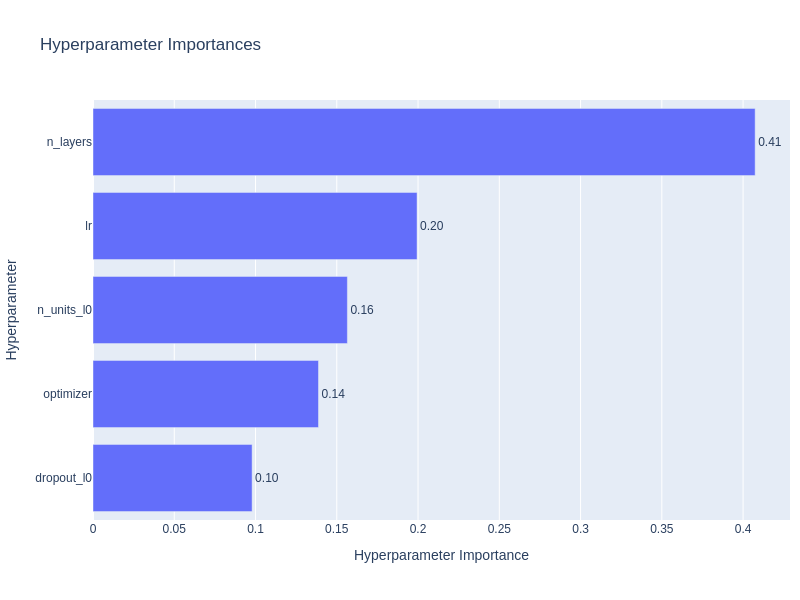 Hyperparameter Importances
n_layers
0.41
lr
0.20
n_units_l0
0.16
optimizer
0.14
dropout_l0
0.10
Hyperparameter
0
0.05
0.1
0.15
0.2
0.25
0.3
0.35
0.4
Hyperparameter Importance